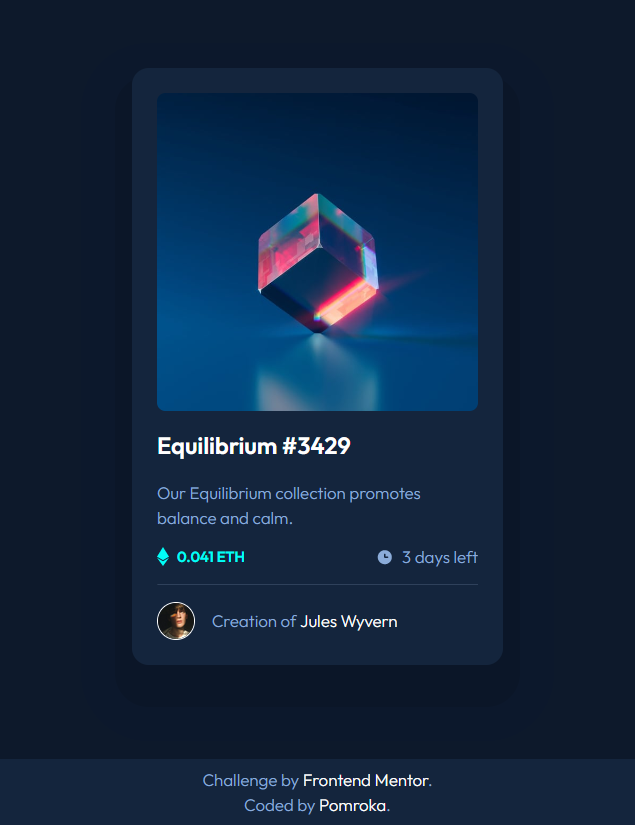 Equilibrium #3429
Our Equilibrium collection promotes
balance and calm.
0.041 ETH
3 days left
Creation of Jules Wyvern
Challenge by Frontend Mentor.
Coded by Pomroka.